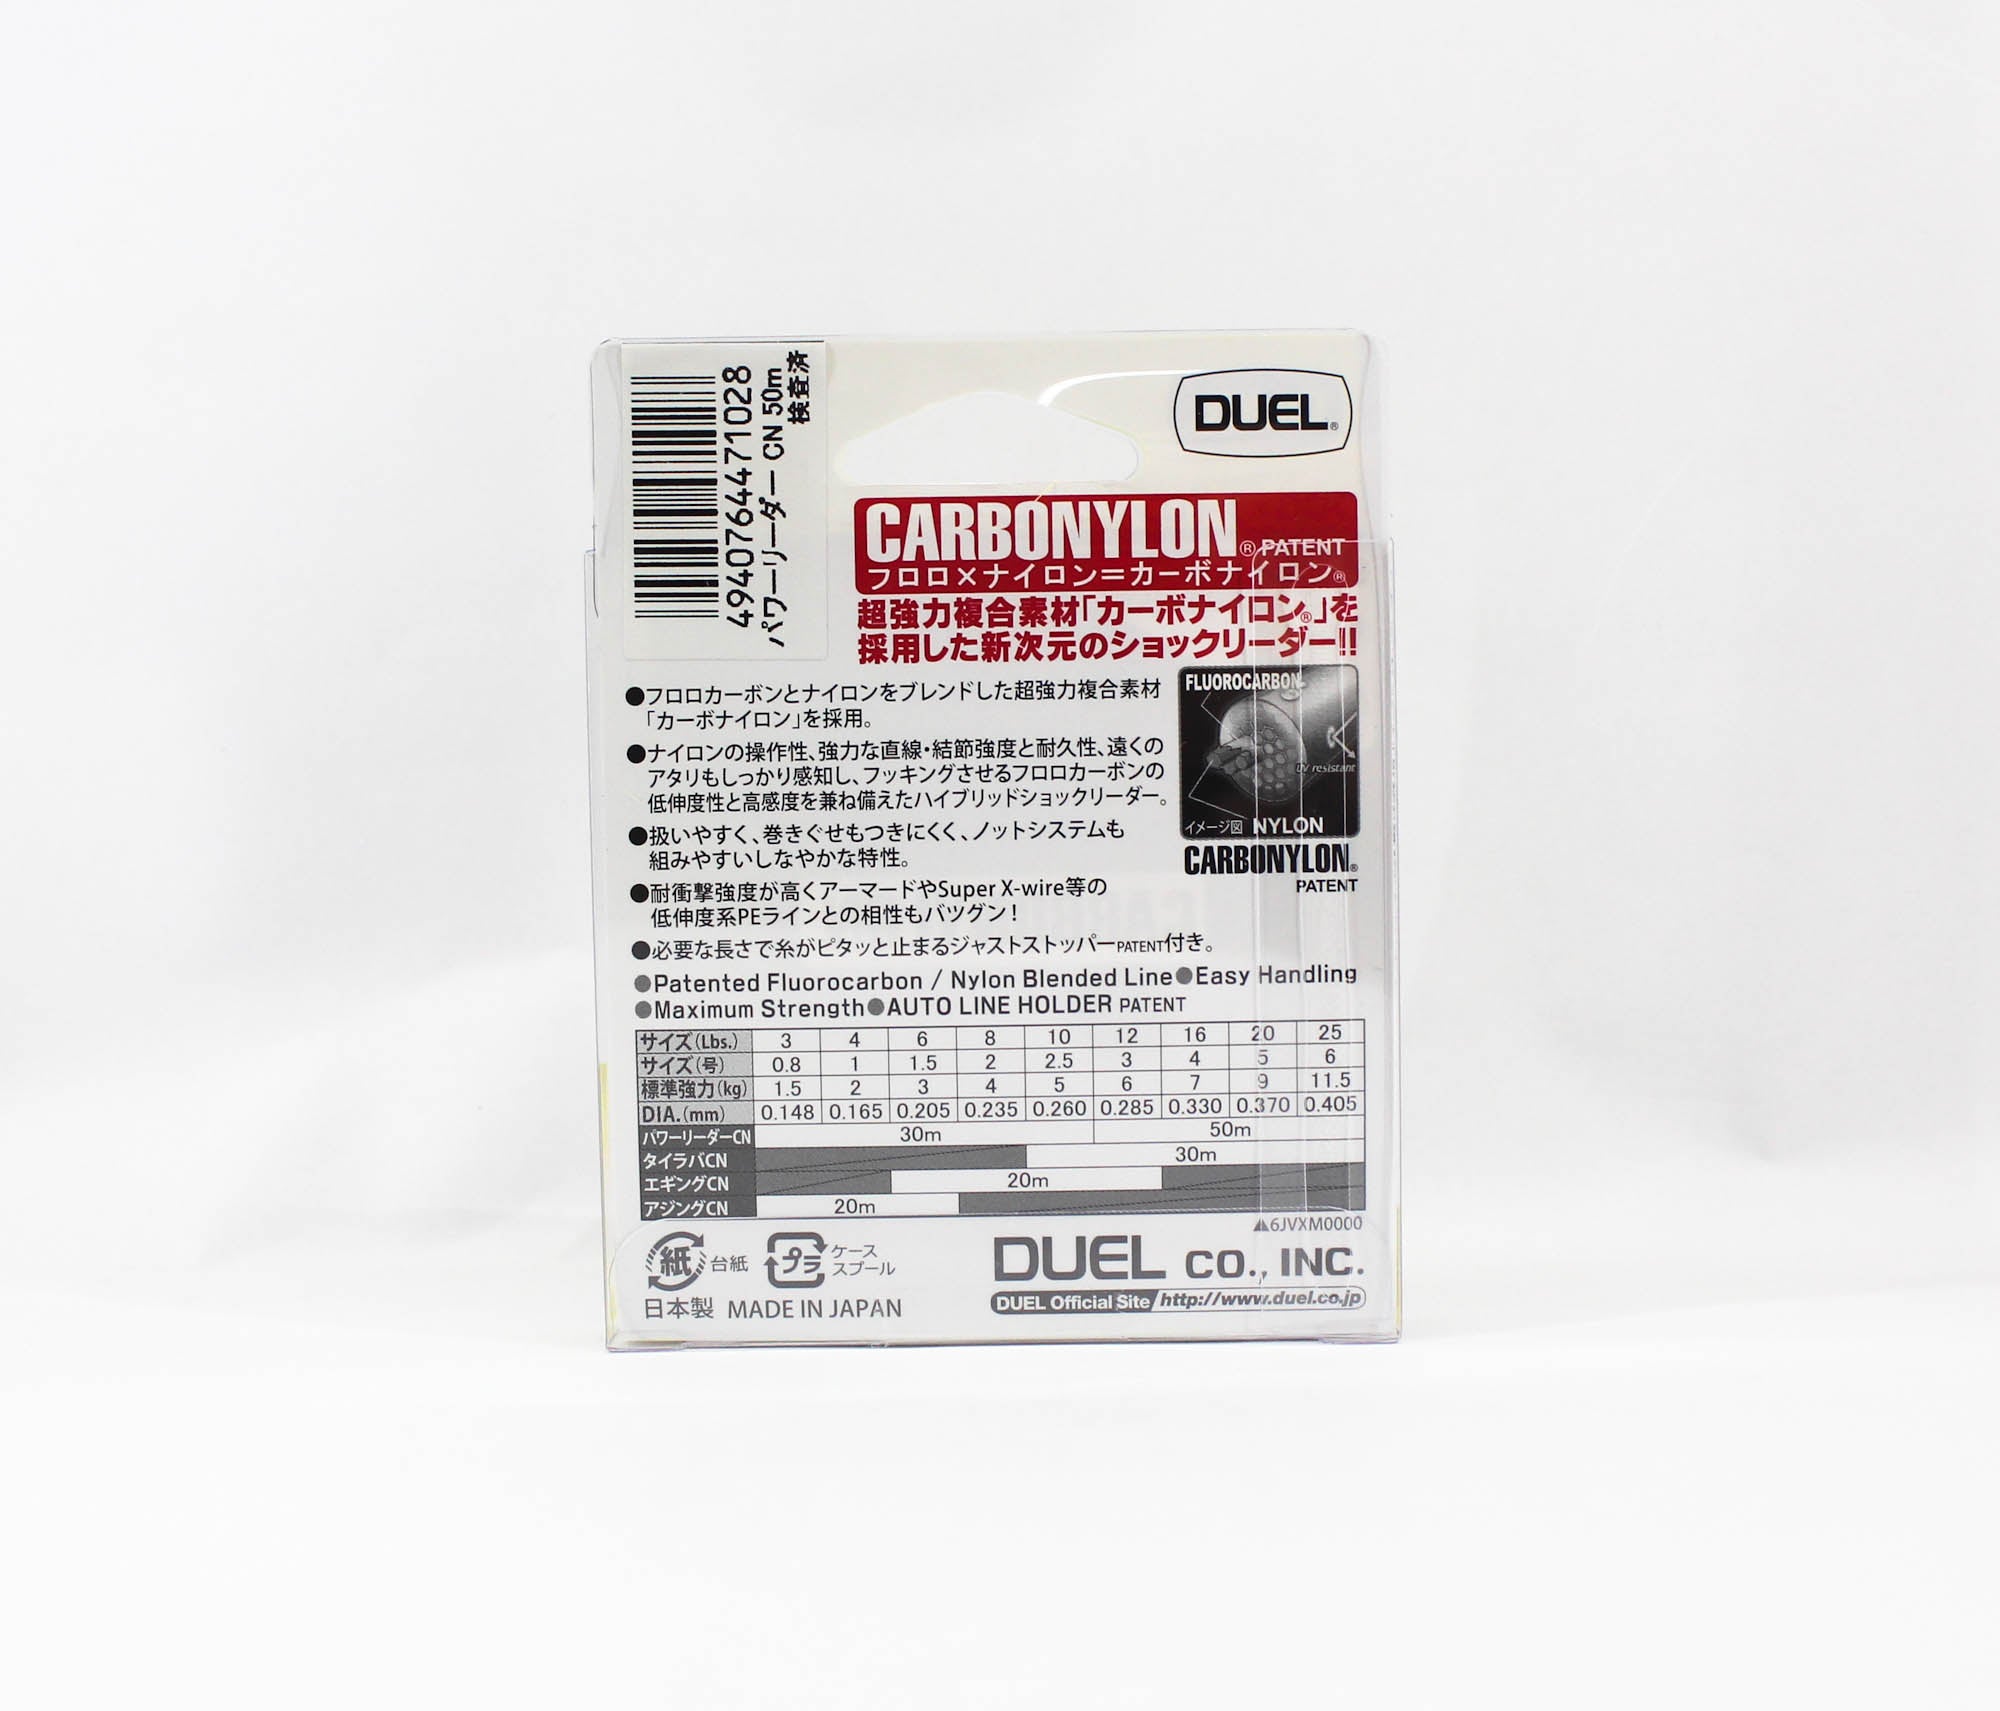 4940764471028
パワーリーダー CN 50m
検査済
DUEL®
CARBONYLON® PATENT
フロロ×ナイロン=カーボナイロン®
超強力複合素材「カーボナイロン®」を
採用した新次元のショックリーダー!!
●フロロカーボンとナイロンをブレンドした超強力複合素材
「カーボナイロン」を採用。
●ナイロンの操作性、強力な直線・結節強度と耐久性、遠くの
アタリもしっかり感知し、フッキングさせるフロロカーボンの
低伸度性と高感度を兼ね備えたハイブリッドショックリーダー。
●扱いやすく、巻きぐせもつきにくく、ノットシステムも
組みやすいしなやかな特性。
●耐衝撃強度が高くアーマードやSuper X-wire等の
低伸度系PEラインとの相性もバツグン!
●必要な長さで糸がピタッと止まるジャストストッパーPATENT付き。
FLUOROCARBON
UV resistant
イメージ図 NYLON
CARBONYLON®
PATENT
●Patented Fluorocarbon / Nylon Blended Line●Easy Handling
●Maximum Strength●AUTO LINE HOLDER PATENT
サイズ(Lbs.) 3 4 6 8 10 12 16 20 25
サイズ(号) 0.8 1 1.5 2 2.5 3 4 5 6
標準強力(kg) 1.5 2 3 4 5 6 7 9 11.5
DIA.(mm) 0.148 0.165 0.205 0.235 0.260 0.285 0.330 0.370 0.405
パワーリーダーCN 30m 50m
タイラバCN 30m
エギングCN 20m
アジングCN 20m
▲6JVXM0000
紙 台紙 プラ ケース
スプール
日本製 MADE IN JAPAN
DUEL CO., INC.
DUEL Official Site http://www.duel.co.jp